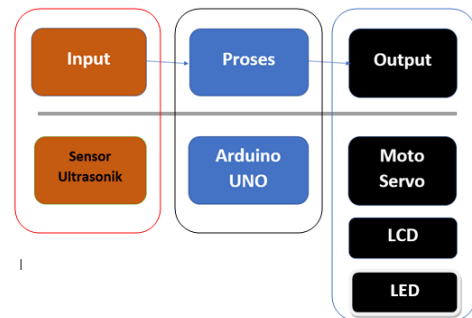 Input
Proses
Output
Sensor
Ultrasonik
Arduino
UNO
Moto
Servo
LCD
LED